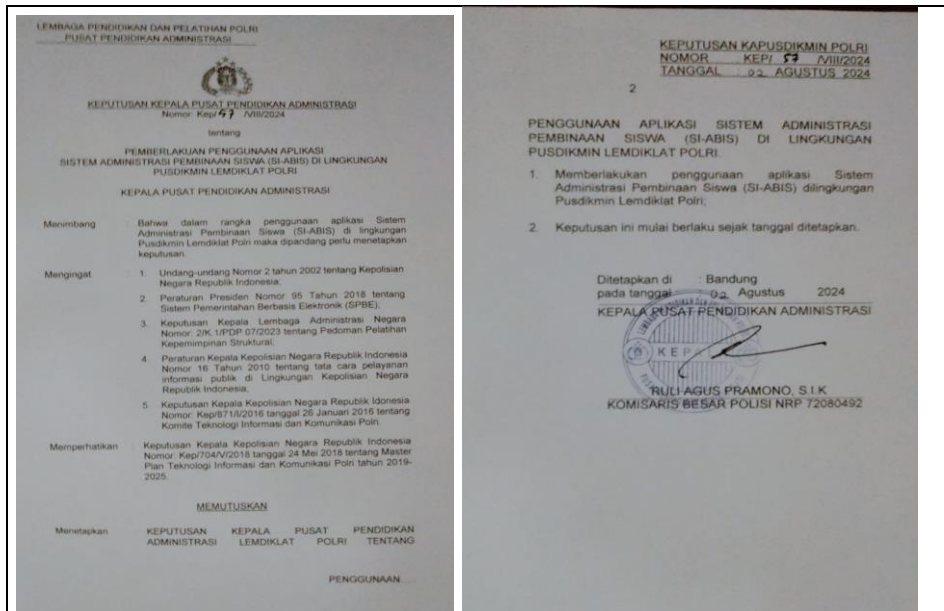 LEMBAGA PENDIDIKAN DAN PELATIHAN POLRI
PUSAT PENDIDIKAN ADMINISTRASI
KEPUTUSAN KEPALA PUSAT PENDIDIKAN ADMINISTRASI
Nomor: Kep/57 /VIII/2024
tentang
PEMBERLAKUAN PENGGUNAAN APLIKASI
SISTEM ADMINISTRASI PEMBINAAN SISWA (SI-ABIS) DI LINGKUNGAN
PUSDIKMIN LEMDIKLAT POLRI
KEPALA PUSAT PENDIDIKAN ADMINISTRASI
Menimbang : Bahwa dalam rangka penggunaan aplikasi Sistem
Administrasi Pembinaan Siswa (SI-ABIS) di lingkungan
Pusdikmin Lemdiklat Polri maka dipandang perlu menetapkan
keputusan.
Mengingat : 1. Undang-undang Nomor 2 tahun 2002 tentang Kepolisian
Negara Republik Indonesia;
2. Peraturan Presiden Nomor 95 Tahun 2018 tentang
Sistem Pemerintahan Berbasis Elektronik (SPBE);
3. Keputusan Kepala Lembaga Administrasi Negara
Nomor: 2/K.1/PDP.07/2023 tentang Pedoman Pelatihan
Kepemimpinan Struktural;
4. Peraturan Kepala Kepolisian Negara Republik Indonesia
Nomor 16 Tahun 2010 tentang tata cara pelayanan
informasi publik di Lingkungan Kepolisian Negara
Republik Indonesia;
5. Keputusan Kepala Kepolisian Negara Republik Idonesia
Nomor: Kep/871/I/2016 tanggal 26 Januari 2016 tentang
Komite Teknologi Informasi dan Komunikasi Polri.
Memperhatikan : Keputusan Kepala Kepolisian Negara Republik Indonesia
Nomor: Kep/704/V/2018 tanggal 24 Mei 2018 tentang Master
Plan Teknologi Informasi dan Komunikasi Polri tahun 2019-
2025.
MEMUTUSKAN
Menetapkan : KEPUTUSAN KEPALA PUSAT PENDIDIKAN
ADMINISTRASI LEMDIKLAT POLRI TENTANG
PENGGUNAAN.....
KEPUTUSAN KAPUSDIKMIN POLRI
NOMOR KEP/ 57 /VIII/2024
TANGGAL : 02 AGUSTUS 2024
2
PENGGUNAAN APLIKASI SISTEM ADMINISTRASI
PEMBINAAN SISWA (SI-ABIS) DI LINGKUNGAN
PUSDIKMIN LEMDIKLAT POLRI.
1. Memberlakukan penggunaan aplikasi Sistem
Administrasi Pembinaan Siswa (SI-ABIS) dilingkungan
Pusdikmin Lemdiklat Polri;
2. Keputusan ini mulai berlaku sejak tanggal ditetapkan.
Ditetapkan di : Bandung
pada tanggal : 02 Agustus 2024
KEPALA PUSAT PENDIDIKAN ADMINISTRASI
KEPALA
RULI AGUS PRAMONO, S.I.K
KOMISARIS BESAR POLISI NRP 72080492